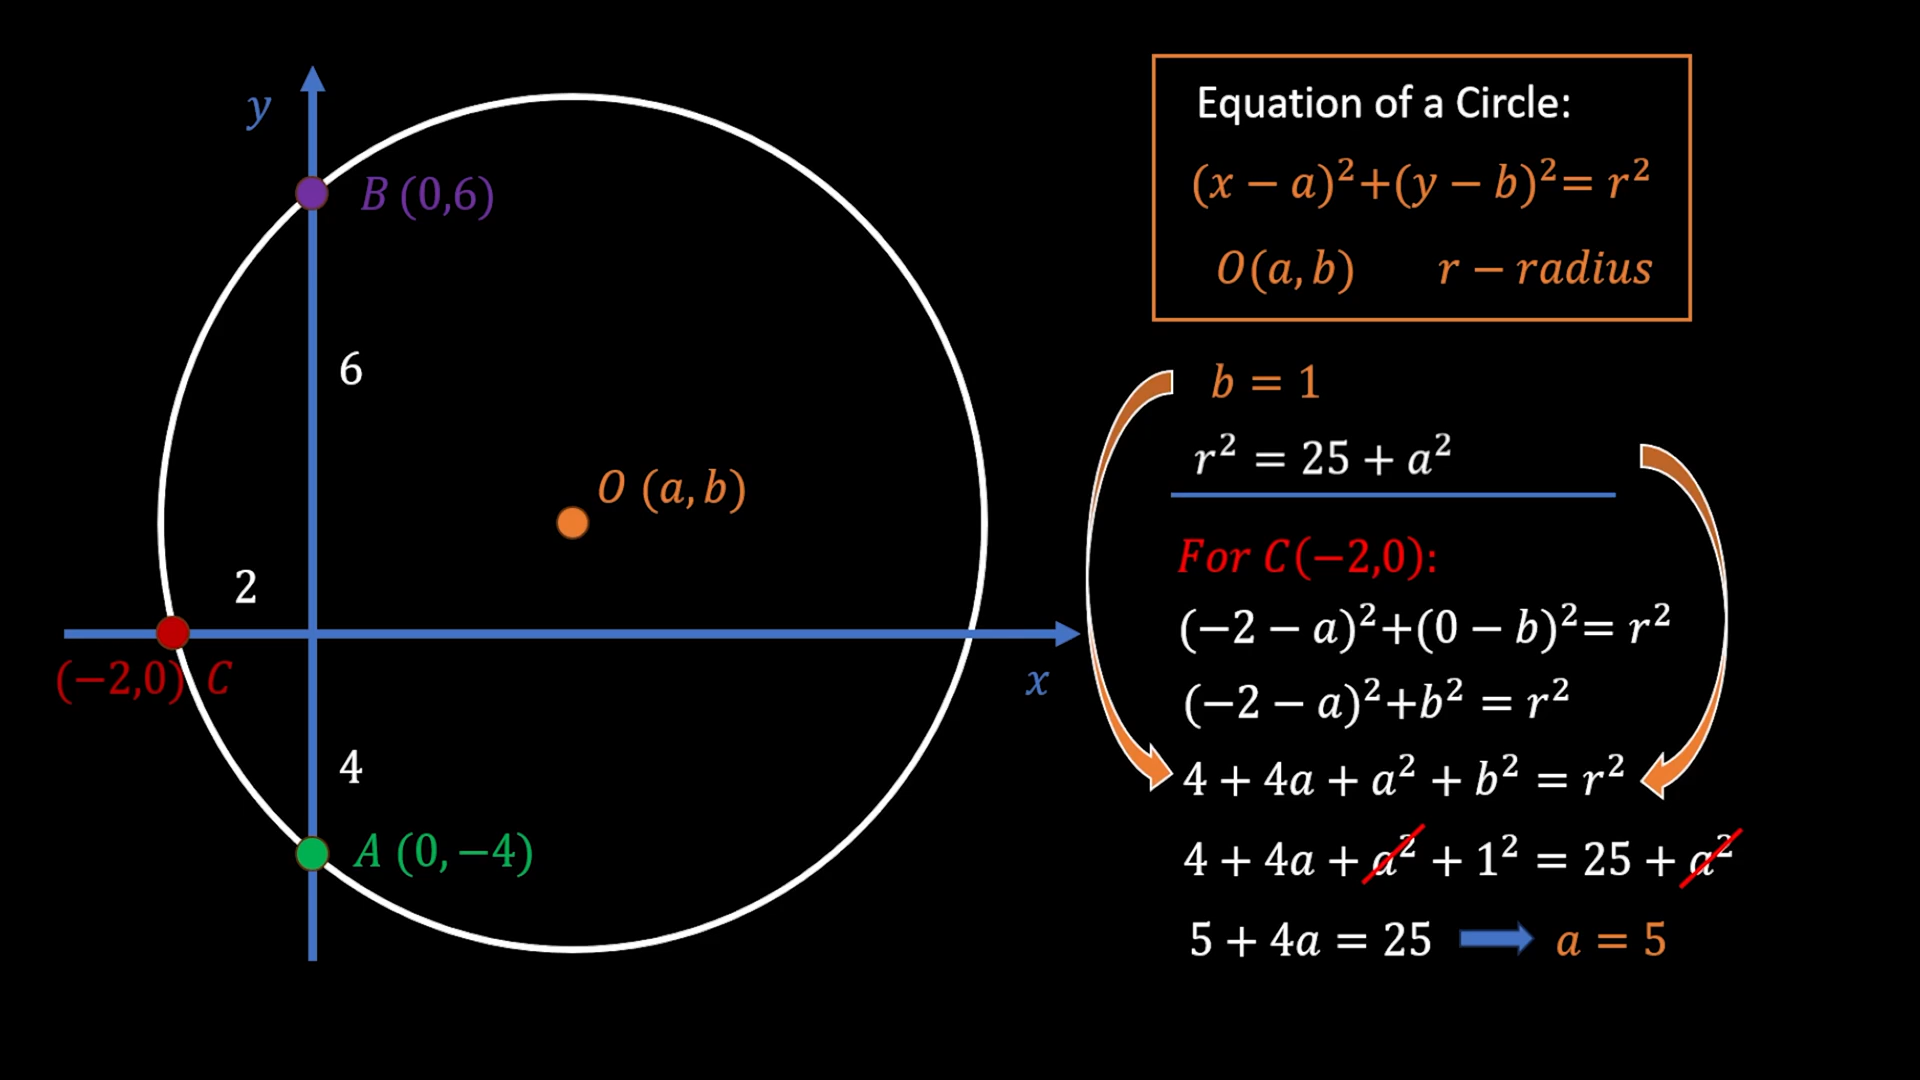 y
B (0,6)
6
O (a, b)
2
(−2,0) C
x
4
A (0, −4)
Equation of a Circle:
(x − a)²+(y − b)²= r²
O(a, b) r − radius
b = 1
r² = 25 + a²
For C(−2,0):
(−2 − a)²+(0 − b)²= r²
(−2 − a)²+b² = r²
4 + 4a + a² + b² = r²
4 + 4a + a² + 1² = 25 + a²
5 + 4a = 25 a = 5